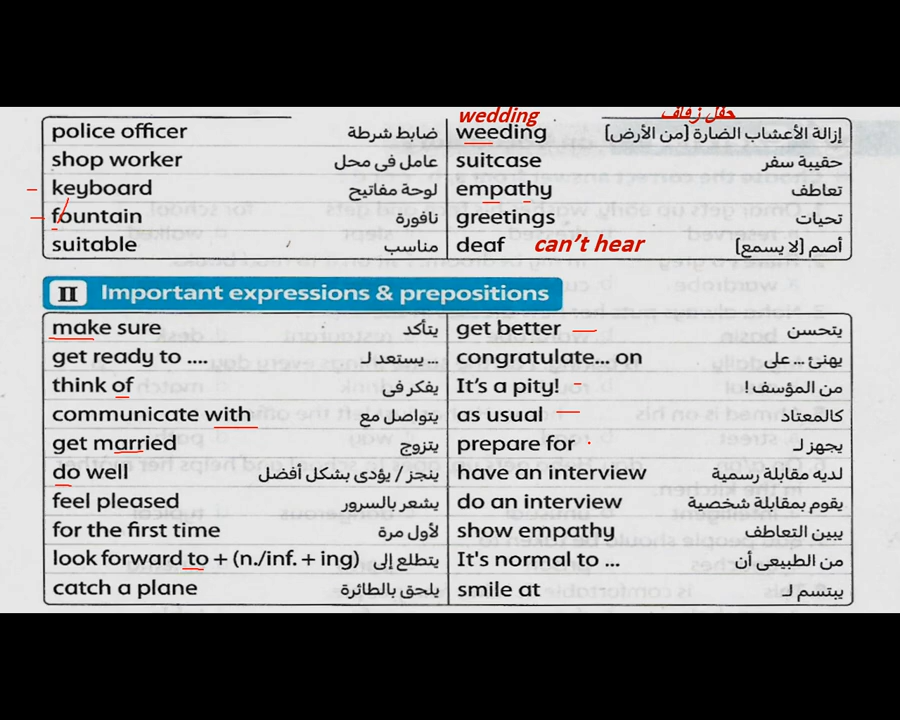 wedding حفل زفاف
police officer ضابط شرطة weeding إزالة الأعشاب الضارة [من الأرض]
shop worker عامل فى محل suitcase حقيبة سفر
keyboard لوحة مفاتيح empathy تعاطف
fountain نافورة greetings تحيات
suitable مناسب deaf can't hear أصم [لا يسمع]
II Important expressions & prepositions
make sure يتأكد get better يتحسن
get ready to .... ... يستعد لـ congratulate... on يهنئ ... على
think of يفكر فى It's a pity! من المؤسف !
communicate with يتواصل مع as usual كالمعتاد
get married يتزوج prepare for يجهز لـ
do well ينجز / يؤدى بشكل أفضل have an interview لديه مقابلة رسمية
feel pleased يشعر بالسرور do an interview يقوم بمقابلة شخصية
for the first time لأول مرة show empathy يبين التعاطف
look forward to + (n./inf. + ing) يتطلع إلى It's normal to ... من الطبيعى أن
catch a plane يلحق بالطائرة smile at يبتسم لـ